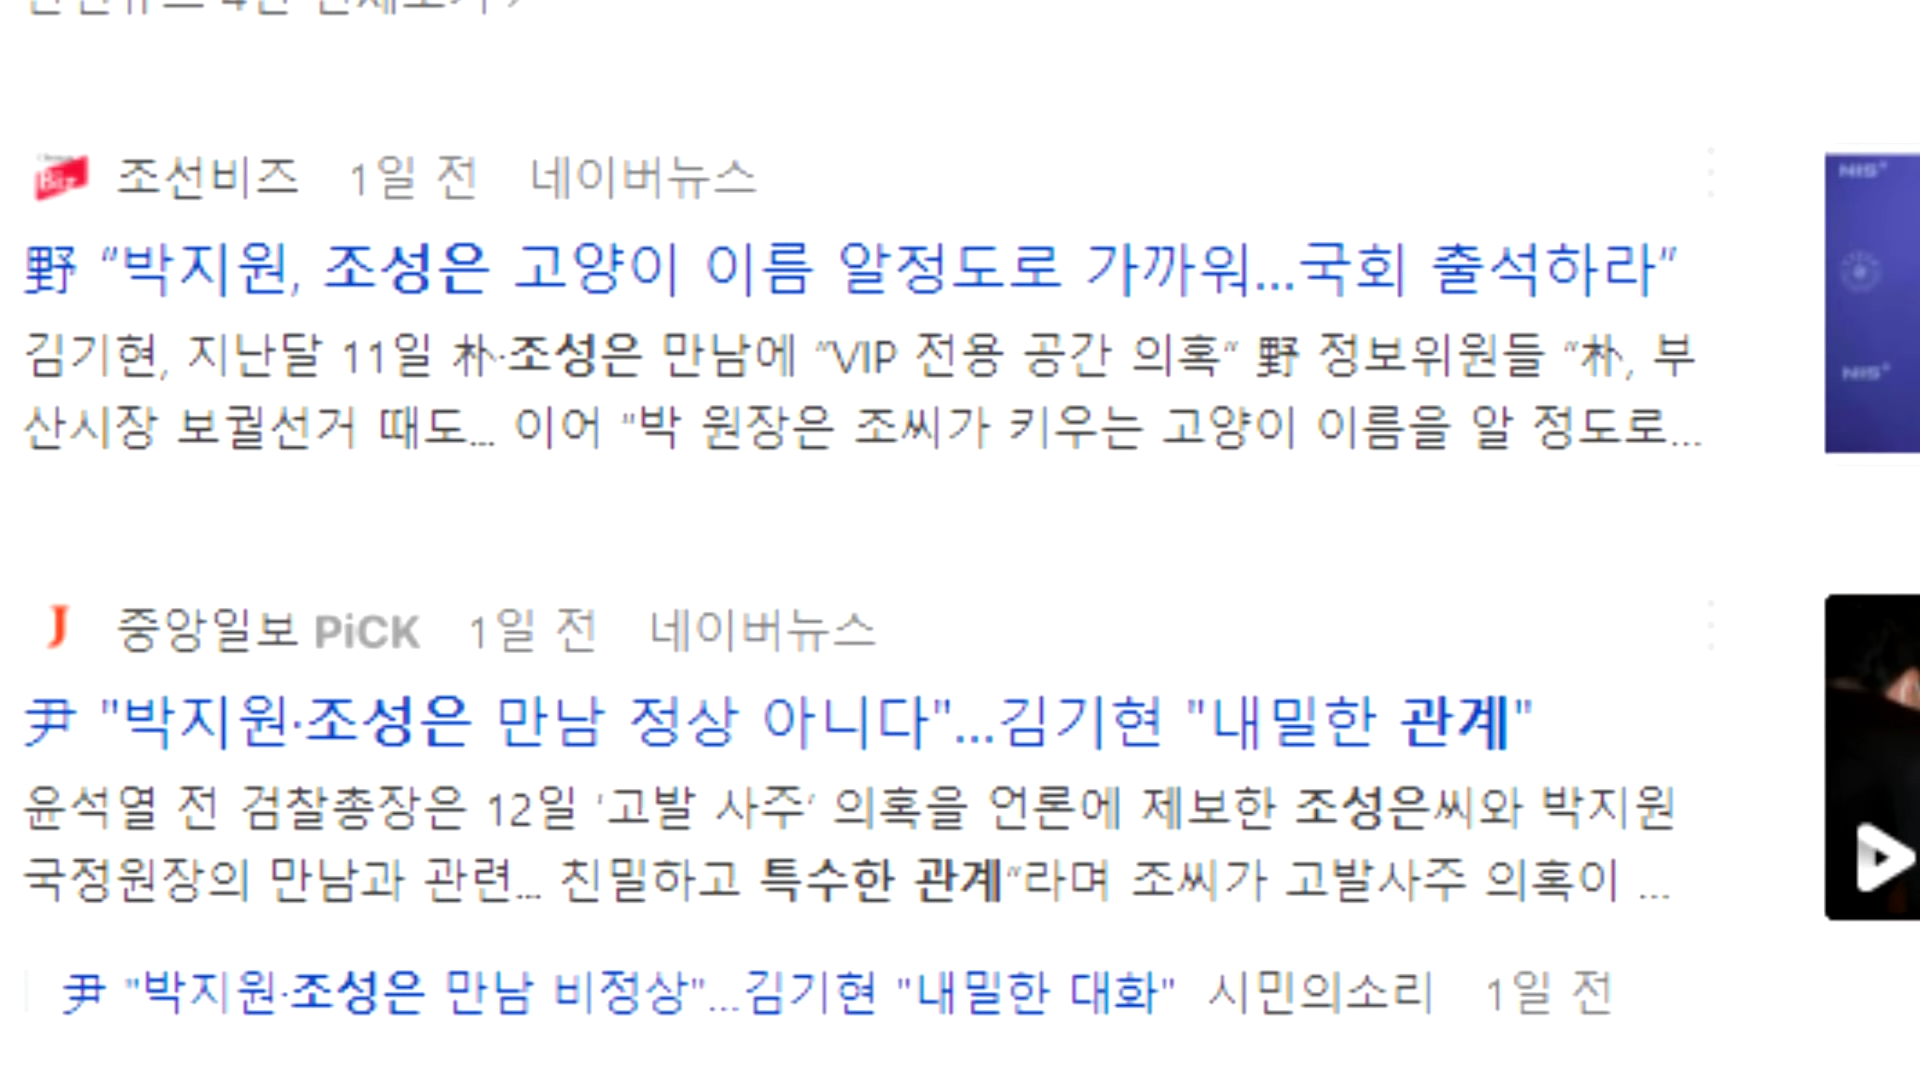 Biz 조선비즈 1일 전 네이버뉴스
野 "박지원, 조성은 고양이 이름 알정도로 가까워...국회 출석하라"
김기현, 지난달 11일 朴·조성은 만남에 "VIP 전용 공간 의혹" 野 정보위원들 "朴, 부
산시장 보궐선거 때도... 이어 "박 원장은 조씨가 키우는 고양이 이름을 알 정도로...
NIS
NIS
J 중앙일보 PiCK 1일 전 네이버뉴스
尹 "박지원·조성은 만남 정상 아니다"...김기현 "내밀한 관계"
윤석열 전 검찰총장은 12일 '고발 사주' 의혹을 언론에 제보한 조성은씨와 박지원
국정원장의 만남과 관련... 친밀하고 특수한 관계"라며 조씨가 고발사주 의혹이 ...
尹 "박지원·조성은 만남 비정상"...김기현 "내밀한 대화" 시민의소리 1일 전